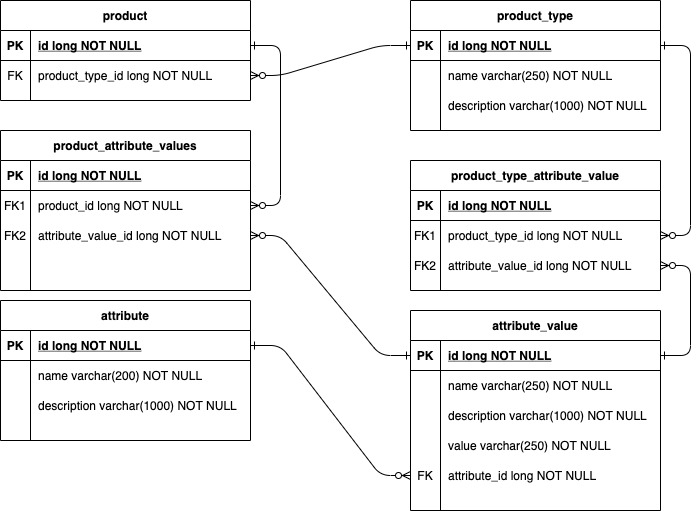 product
PK id long NOT NULL
FK product_type_id long NOT NULL
product_type
PK id long NOT NULL
name varchar(250) NOT NULL
description varchar(1000) NOT NULL
product_attribute_values
PK id long NOT NULL
FK1 product_id long NOT NULL
FK2 attribute_value_id long NOT NULL
product_type_attribute_value
PK id long NOT NULL
FK1 product_type_id long NOT NULL
FK2 attribute_value_id long NOT NULL
attribute
PK id long NOT NULL
name varchar(200) NOT NULL
description varchar(1000) NOT NULL
attribute_value
PK id long NOT NULL
name varchar(250) NOT NULL
description varchar(1000) NOT NULL
value varchar(250) NOT NULL
FK attribute_id long NOT NULL